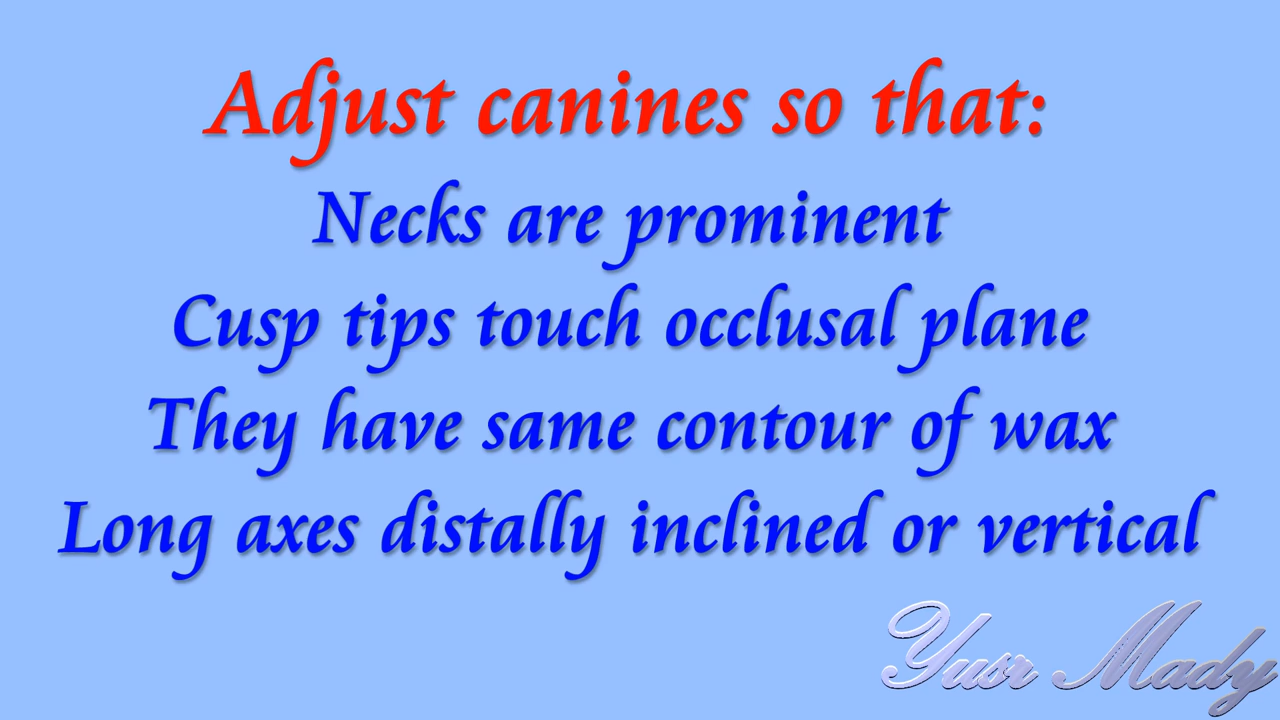 Adjust canines so that:
Necks are prominent
Cusp tips touch occlusal plane
They have same contour of wax
Long axes distally inclined or vertical
Yusr Mady